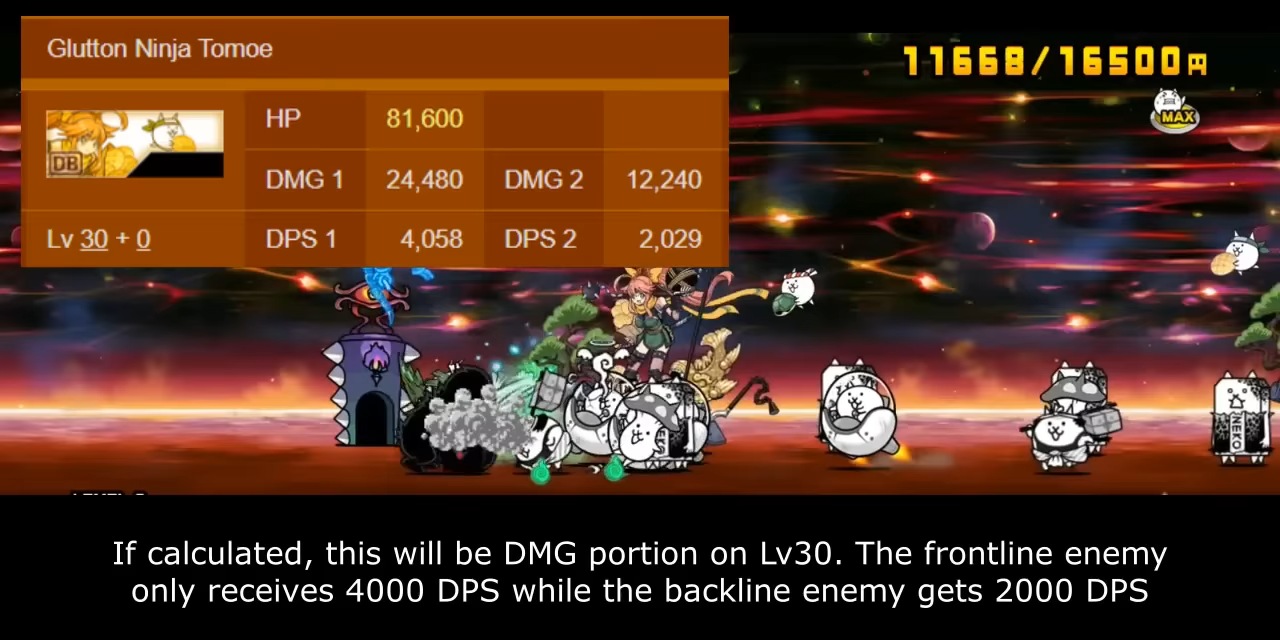 Glutton Ninja Tomoe
11668/16500円
MAX
HP 81,600
DB
DMG 1 24,480 DMG 2 12,240
Lv 30 + 0 DPS 1 4,058 DPS 2 2,029
NEKO
If calculated, this will be DMG portion on Lv30. The frontline enemy
only receives 4000 DPS while the backline enemy gets 2000 DPS